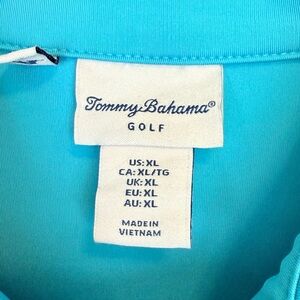 Tommy Bahama®
GOLF
US: XL
CA: XL/TG
UK: XL
EU: XL
AU: XL
MADE IN
VIETNAM